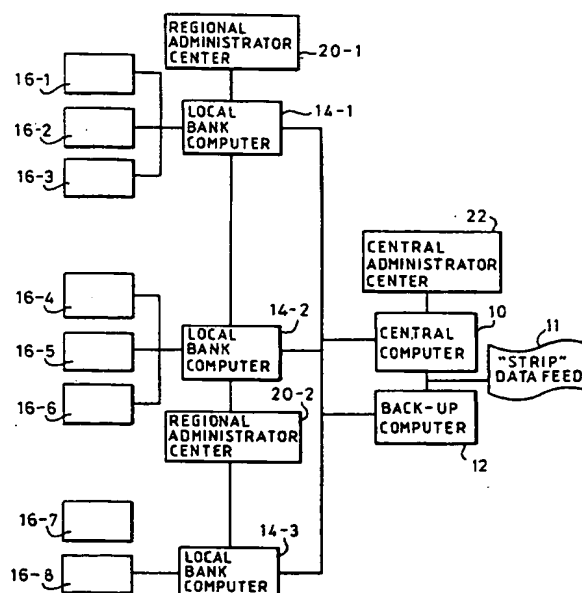 REGIONAL
ADMINISTRATOR
CENTER
20-1
16-1
LOCAL
BANK
COMPUTER
14-1
16-2
16-3
22
CENTRAL
ADMINISTRATOR
CENTER
16-4
14-2
10
11
16-5
LOCAL
BANK
COMPUTER
CENTRAL
COMPUTER
"STRIP"
DATA FEED
16-6
20-2
REGIONAL
ADMINISTRATOR
CENTER
BACK-UP
COMPUTER
12
16-7
14-3
16-8
LOCAL
BANK
COMPUTER